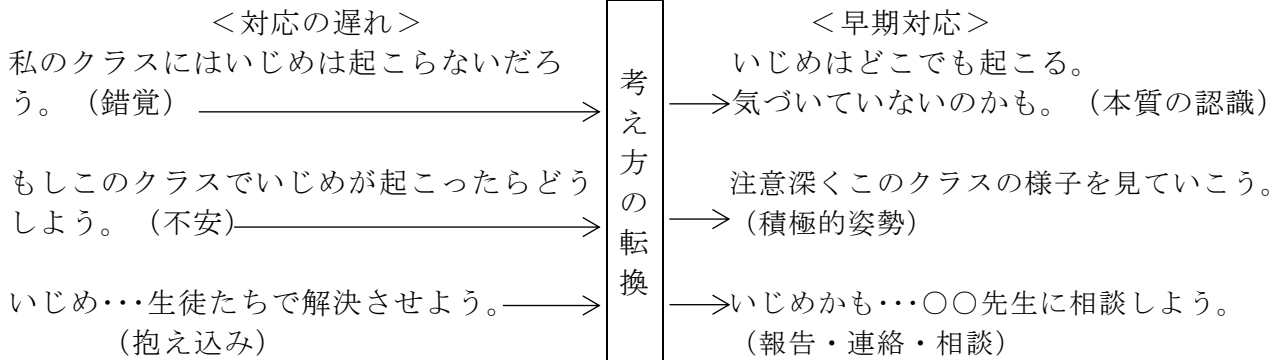 ＜対応の遅れ＞
私のクラスにはいじめは起こらないだろ
う。（錯覚）
もしこのクラスでいじめが起こったらどう
しよう。（不安）
いじめ･･･生徒たちで解決させよう。
（抱え込み）
考え方の転換
＜早期対応＞
いじめはどこでも起こる。
気づいていないのかも。（本質の認識）
注意深くこのクラスの様子を見ていこう。
（積極的姿勢）
いじめかも･･･○○先生に相談しよう。
（報告・連絡・相談）